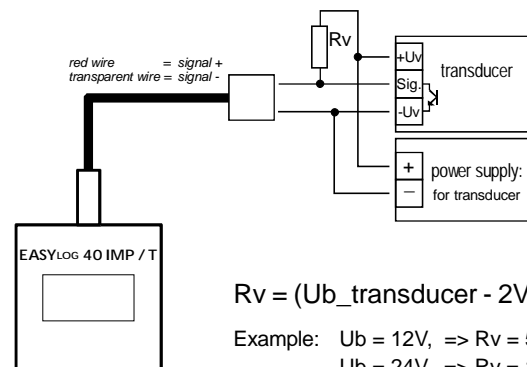 red wire = signal +
transparent wire = signal -
Rv
+Uv
Sig.
-Uv
transducer
+
−
power supply:
for transducer
EASYLOG 40 IMP / T
Rv = (Ub_transducer - 2V
Example: Ub = 12V, => Rv =
Ub = 24V, => Rv =